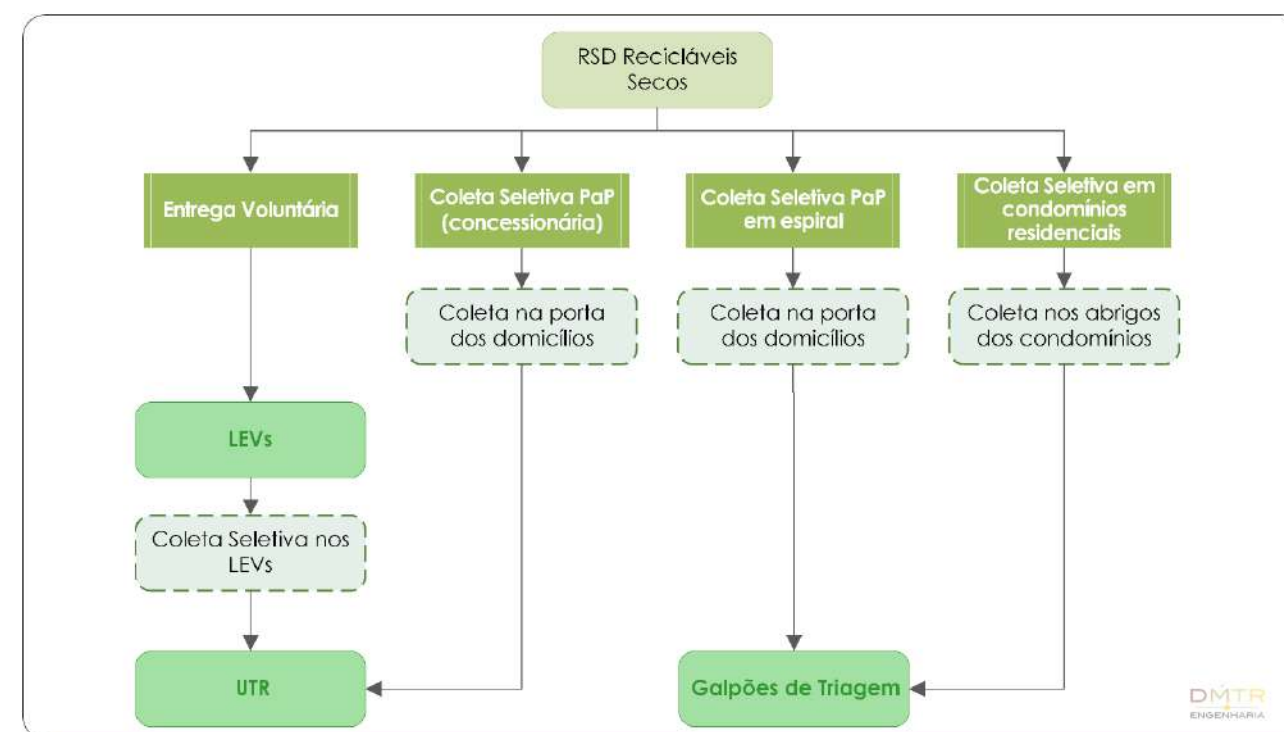 RSD Recicláveis
Secos
Entrega Voluntária
Coleta Seletiva PaP
(concessionária)
Coleta Seletiva PaP
em espiral
Coleta Seletiva em
condomínios
residenciais
Coleta na porta
dos domicílios
Coleta na porta
dos domicílios
Coleta nos abrigos
dos condomínios
LEVs
Coleta Seletiva nos
LEVs
UTR
Galpões de Triagem
DMTR
ENGENHARIA